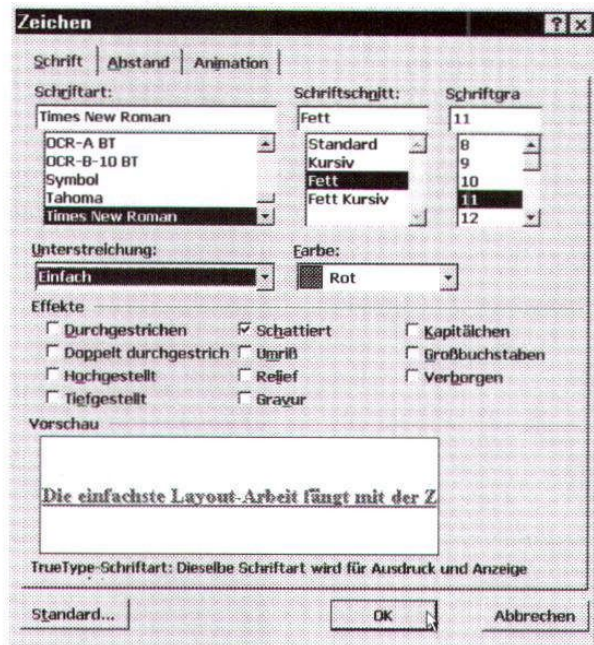 Zeichen
Schrift Abstand Animation
Schriftart: Schriftschnitt: Schriftgra
Times New Roman Fett 11
OCR-A BT Standard 8
OCR-B-10 BT Kursiv 9
Symbol Fett 10
Tahoma Fett Kursiv 11
Times New Roman 12
Unterstreichung: Farbe:
Einfach Rot
Effekte
Durchgestrichen Schattiert Kapitälchen
Doppelt durchgestrich Umriß Großbuchstaben
Hochgestellt Relief Verborgen
Tiefgestellt Gravur
Vorschau
Die einfachste Layout-Arbeit fängt mit der Z
TrueType-Schriftart: Dieselbe Schriftart wird für Ausdruck und Anzeige
Standard... OK Abbrechen